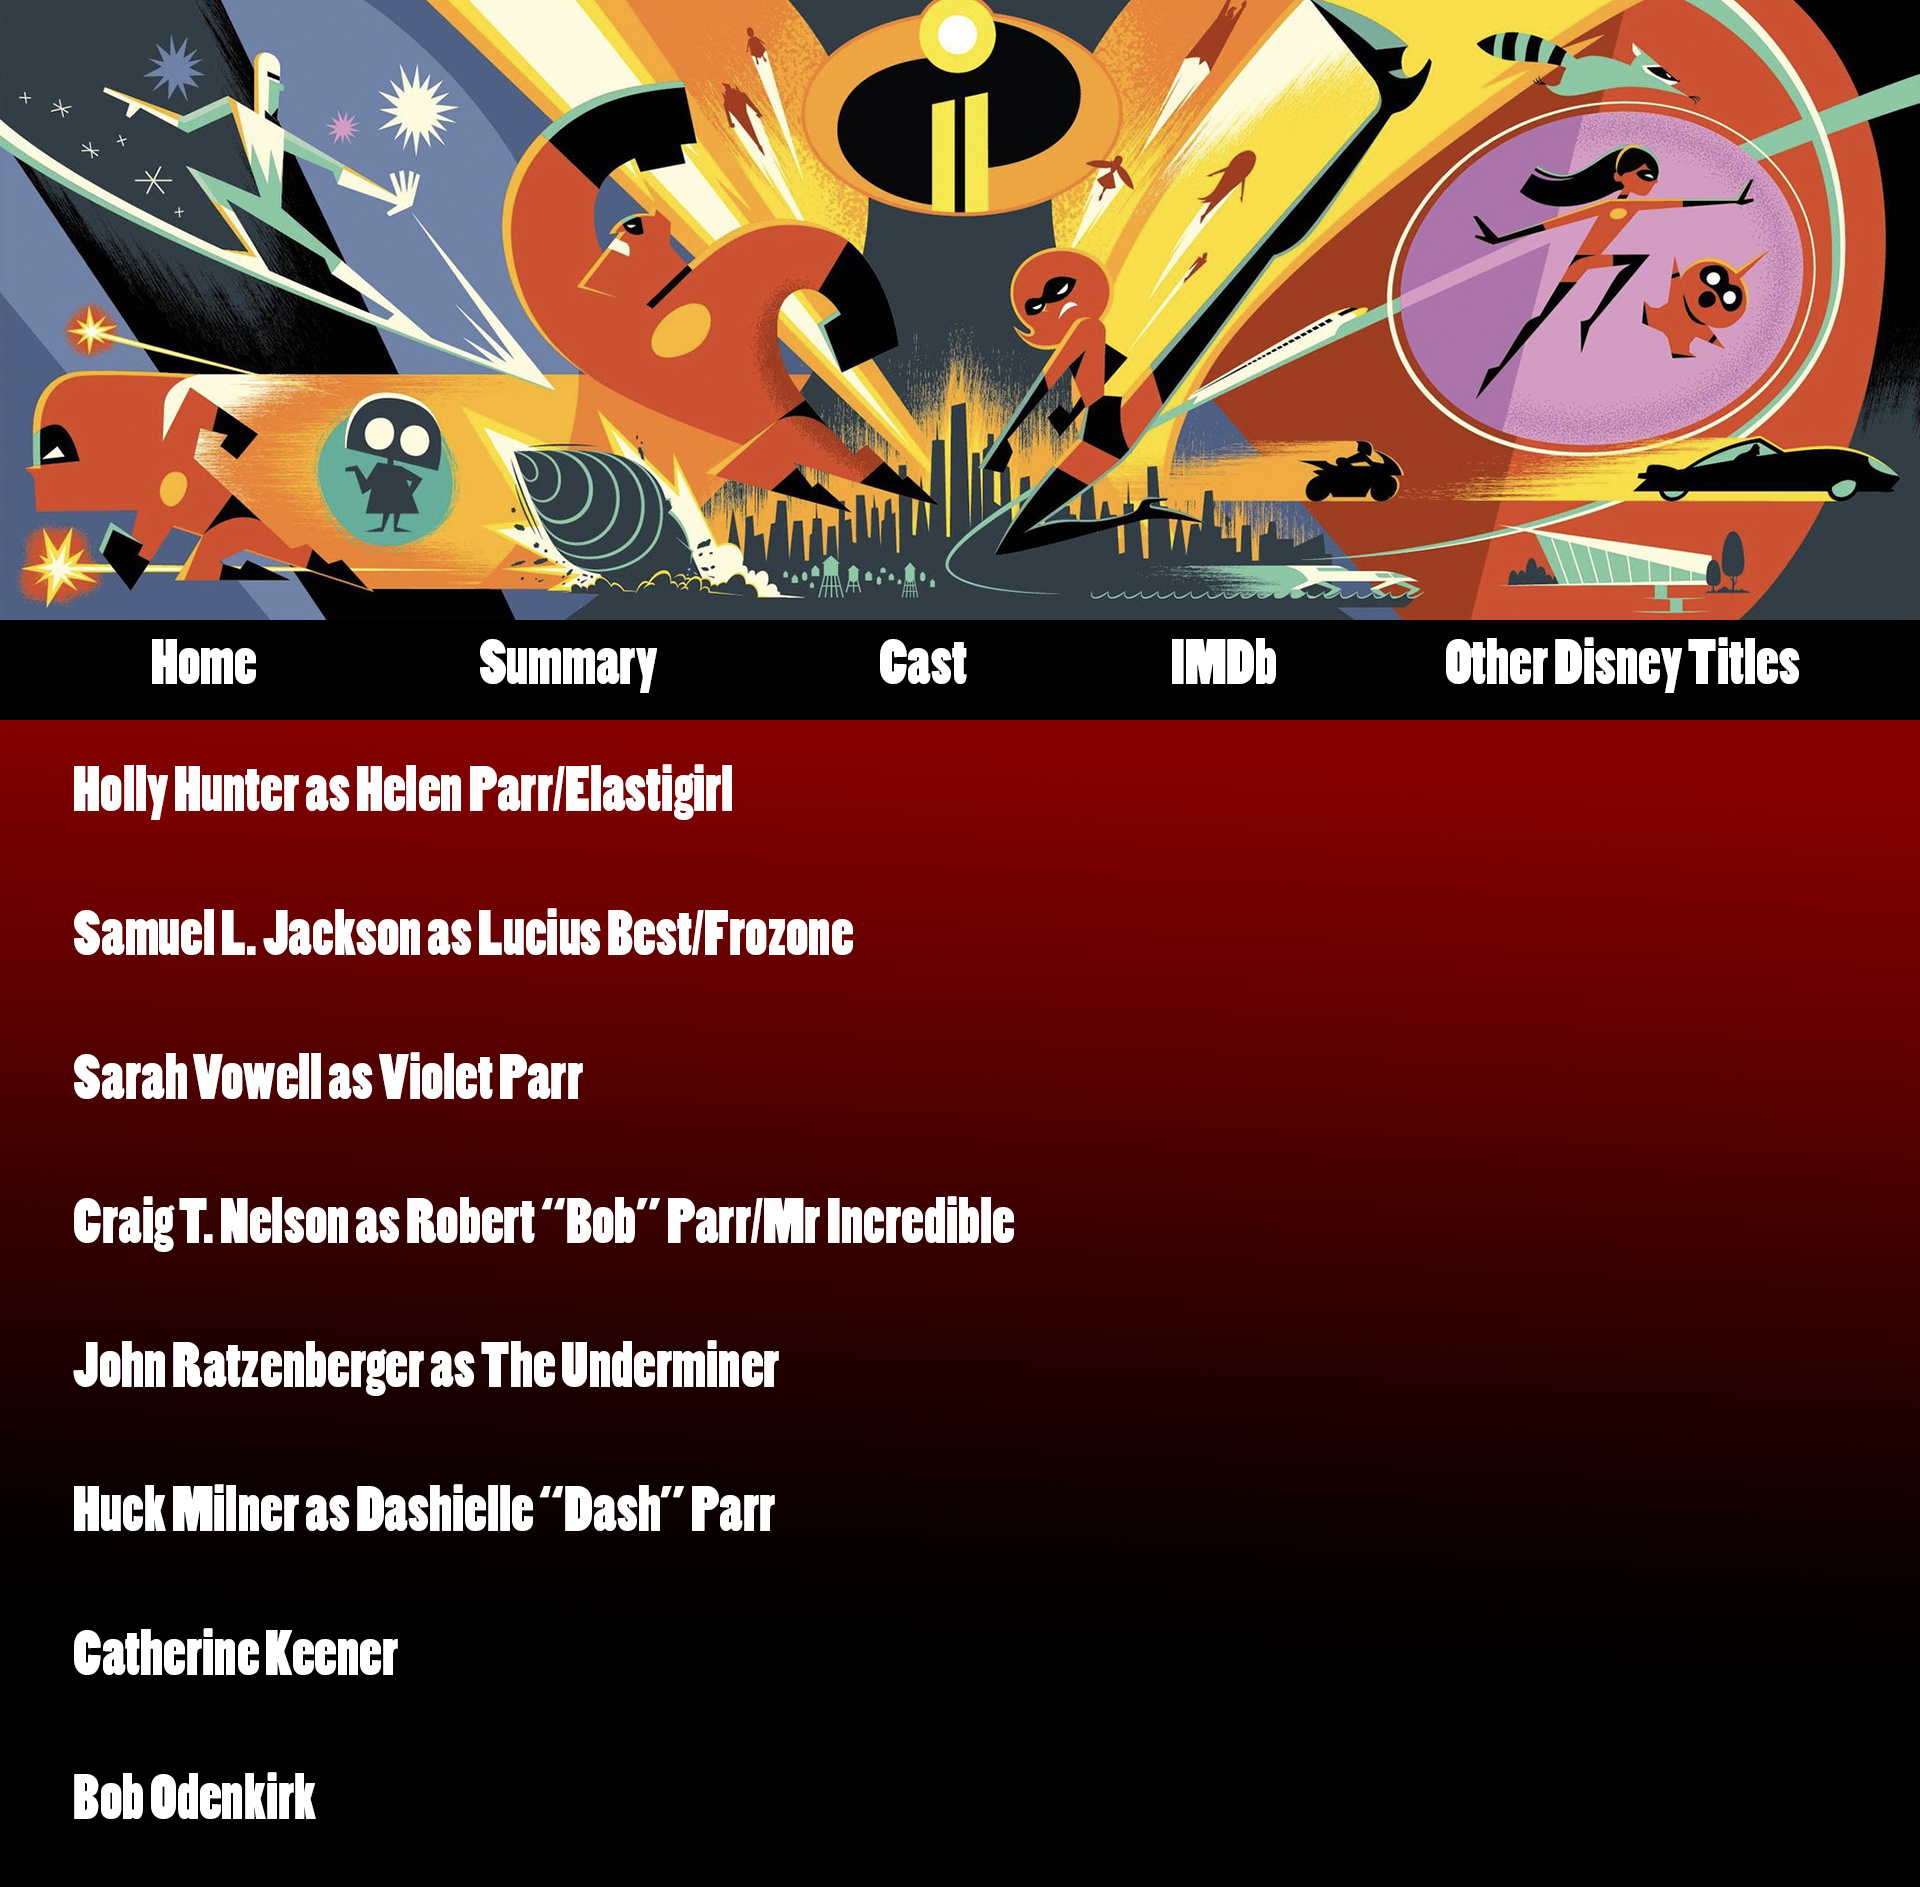 Home
Summary
Cast
IMDb
Other Disney Titles
Holly Hunter as Helen Parr/Elastigirl
Samuel L. Jackson as Lucius Best/Frozone
Sarah Vowell as Violet Parr
Craig T. Nelson as Robert “Bob” Parr/Mr Incredible
John Ratzenberger as The Underminer
Huck Milner as Dashielle “Dash” Parr
Catherine Keener
Bob Odenkirk